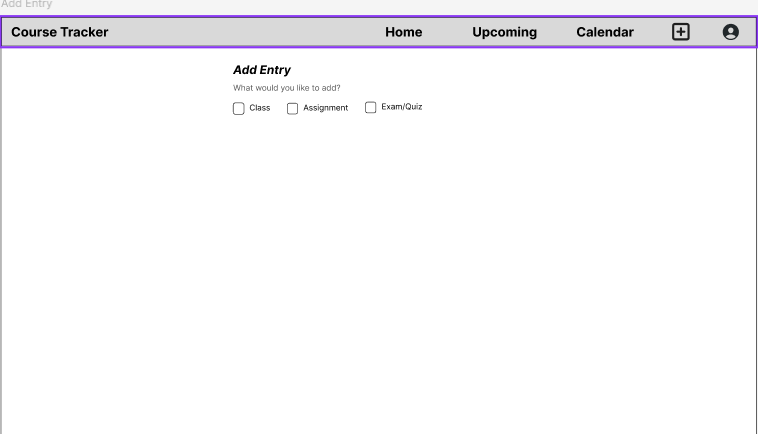 Add Entry
Course Tracker Home Upcoming Calendar
Add Entry
What would you like to add?
Class Assignment Exam/Quiz